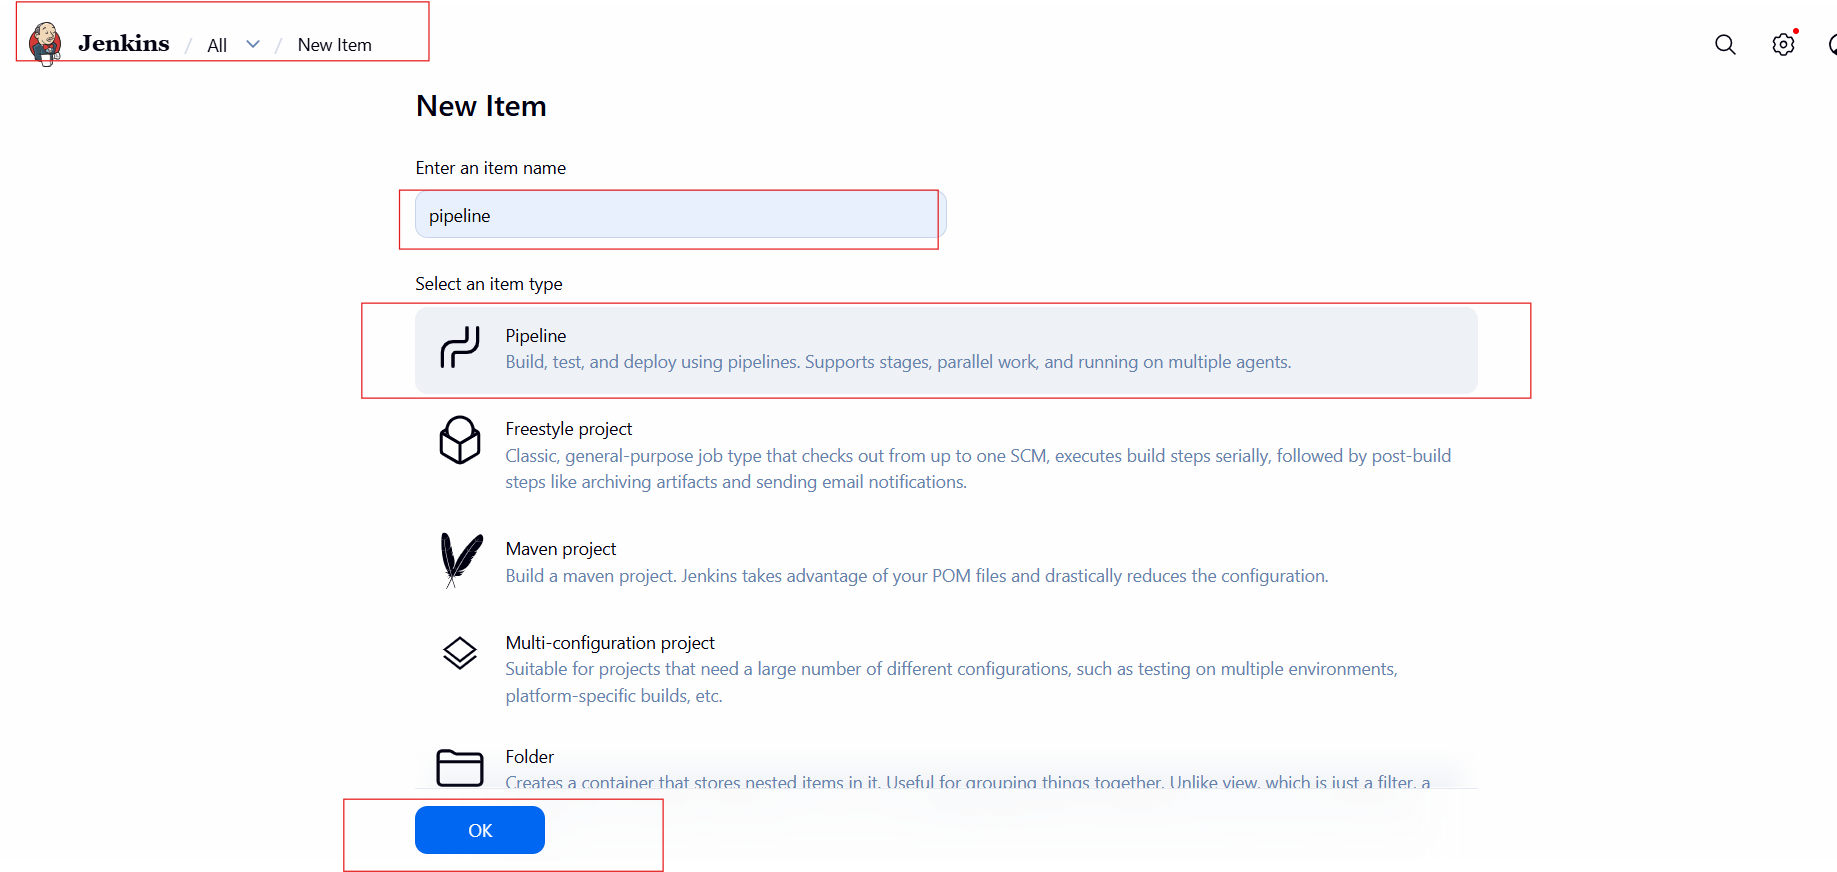 Jenkins / All / New Item
New Item
Enter an item name
pipeline
Select an item type
Pipeline
Build, test, and deploy using pipelines. Supports stages, parallel work, and running on multiple agents.
Freestyle project
Classic, general-purpose job type that checks out from up to one SCM, executes build steps serially, followed by post-build
steps like archiving artifacts and sending email notifications.
Maven project
Build a maven project. Jenkins takes advantage of your POM files and drastically reduces the configuration.
Multi-configuration project
Suitable for projects that need a large number of different configurations, such as testing on multiple environments,
platform-specific builds, etc.
Folder
Creates a container that stores nested items in it. Useful for grouping things together. Unlike view, which is just a filter, a
OK